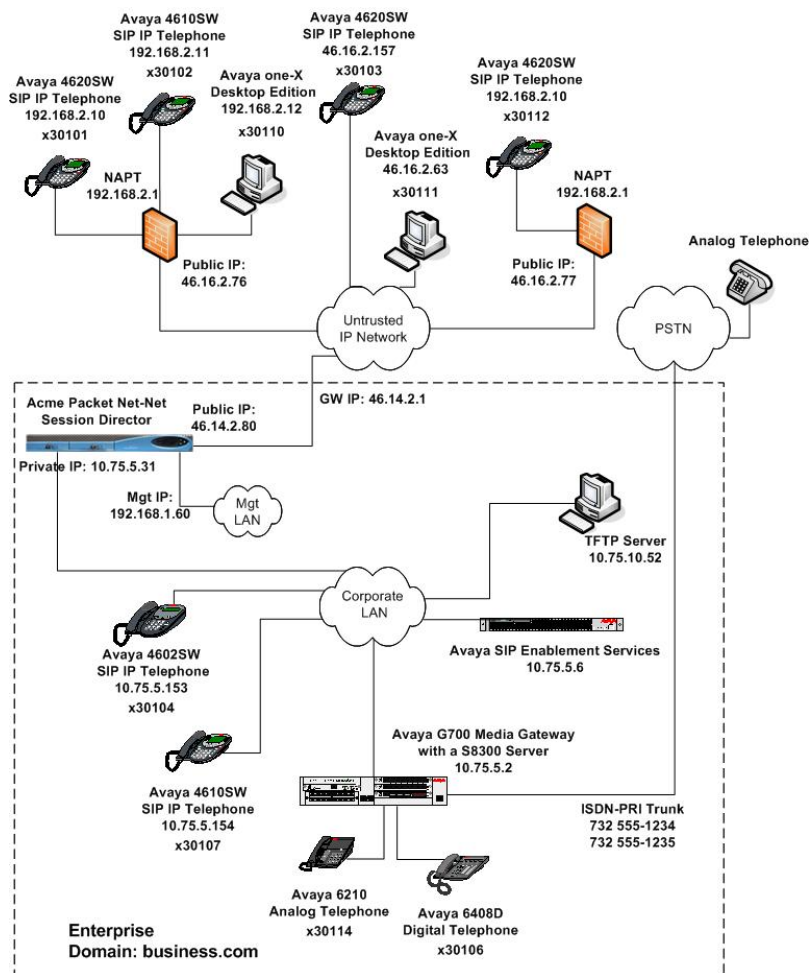 Avaya 4610SW
SIP IP Telephone
192.168.2.11
x30102
Avaya 4620SW
SIP IP Telephone
46.16.2.157
x30103
Avaya 4620SW
SIP IP Telephone
192.168.2.10
x30112
Avaya 4620SW
SIP IP Telephone
192.168.2.10
x30101
Avaya one-X
Desktop Edition
192.168.2.12
x30110
Avaya one-X
Desktop Edition
46.16.2.63
x30111
NAPT
192.168.2.1
NAPT
192.168.2.1
Analog Telephone
Public IP:
46.16.2.76
Public IP:
46.16.2.77
Untrusted
IP Network
PSTN
Acme Packet Net-Net
Session Director
Public IP:
46.14.2.80
GW IP: 46.14.2.1
Private IP: 10.75.5.31
Mgt IP:
192.168.1.60
Mgt
LAN
TFTP Server
10.75.10.52
Corporate
LAN
Avaya SIP Enablement Services
10.75.5.6
Avaya 4602SW
SIP IP Telephone
10.75.5.153
x30104
Avaya G700 Media Gateway
with a S8300 Server
10.75.5.2
Avaya 4610SW
SIP IP Telephone
10.75.5.154
x30107
ISDN-PRI Trunk
732 555-1234
732 555-1235
Avaya 6210
Analog Telephone
x30114
Avaya 6408D
Digital Telephone
x30106
Enterprise
Domain: business.com